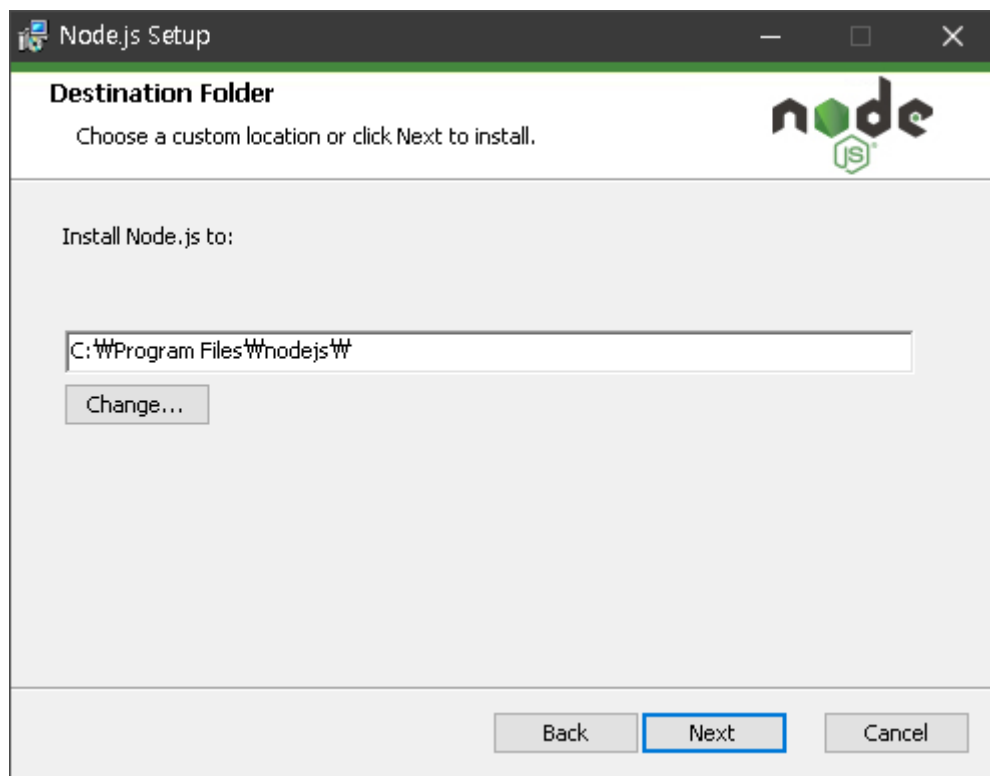 Node.js Setup
Destination Folder
Choose a custom location or click Next to install.
node
JS
Install Node.js to:
C:₩Program Files₩nodejs₩
Change...
Back
Next
Cancel